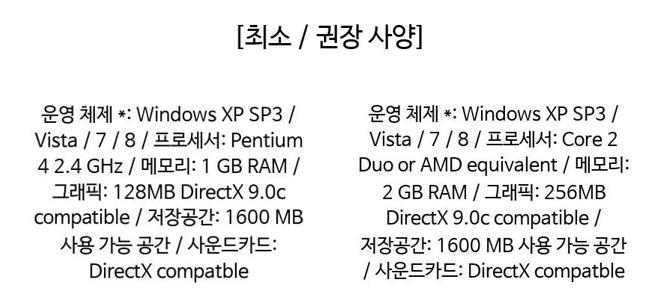 [최소 / 권장 사양]
운영 체제 *: Windows XP SP3 /
Vista / 7 / 8 / 프로세서: Pentium
4 2.4 GHz / 메모리: 1 GB RAM /
그래픽: 128MB DirectX 9.0c
compatible / 저장공간: 1600 MB
사용 가능 공간 / 사운드카드:
DirectX compatble
운영 체제 *: Windows XP SP3 /
Vista / 7 / 8 / 프로세서: Core 2
Duo or AMD equivalent / 메모리:
2 GB RAM / 그래픽: 256MB
DirectX 9.0c compatible /
저장공간: 1600 MB 사용 가능 공간
/ 사운드카드: DirectX compatble